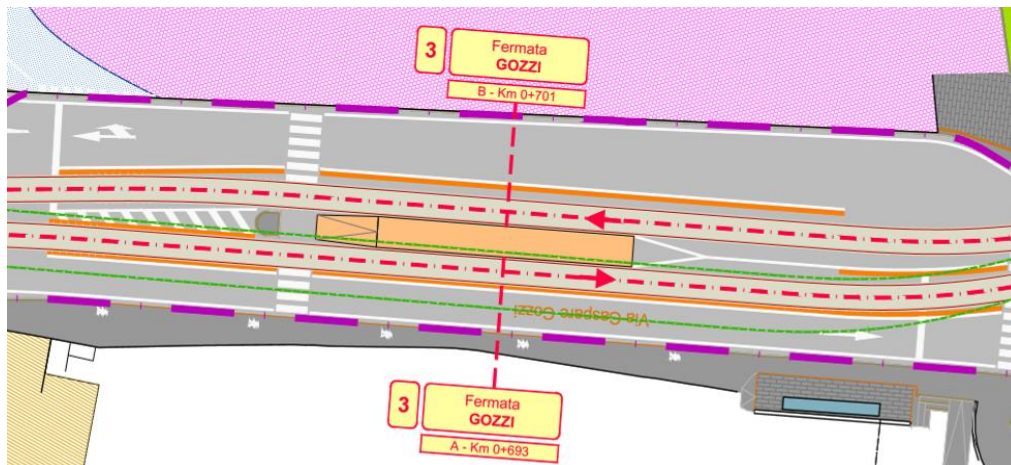 3
Fermata
GOZZI
B - Km 0+701
Via Gaspare Gozzi
3
Fermata
GOZZI
A - Km 0+693